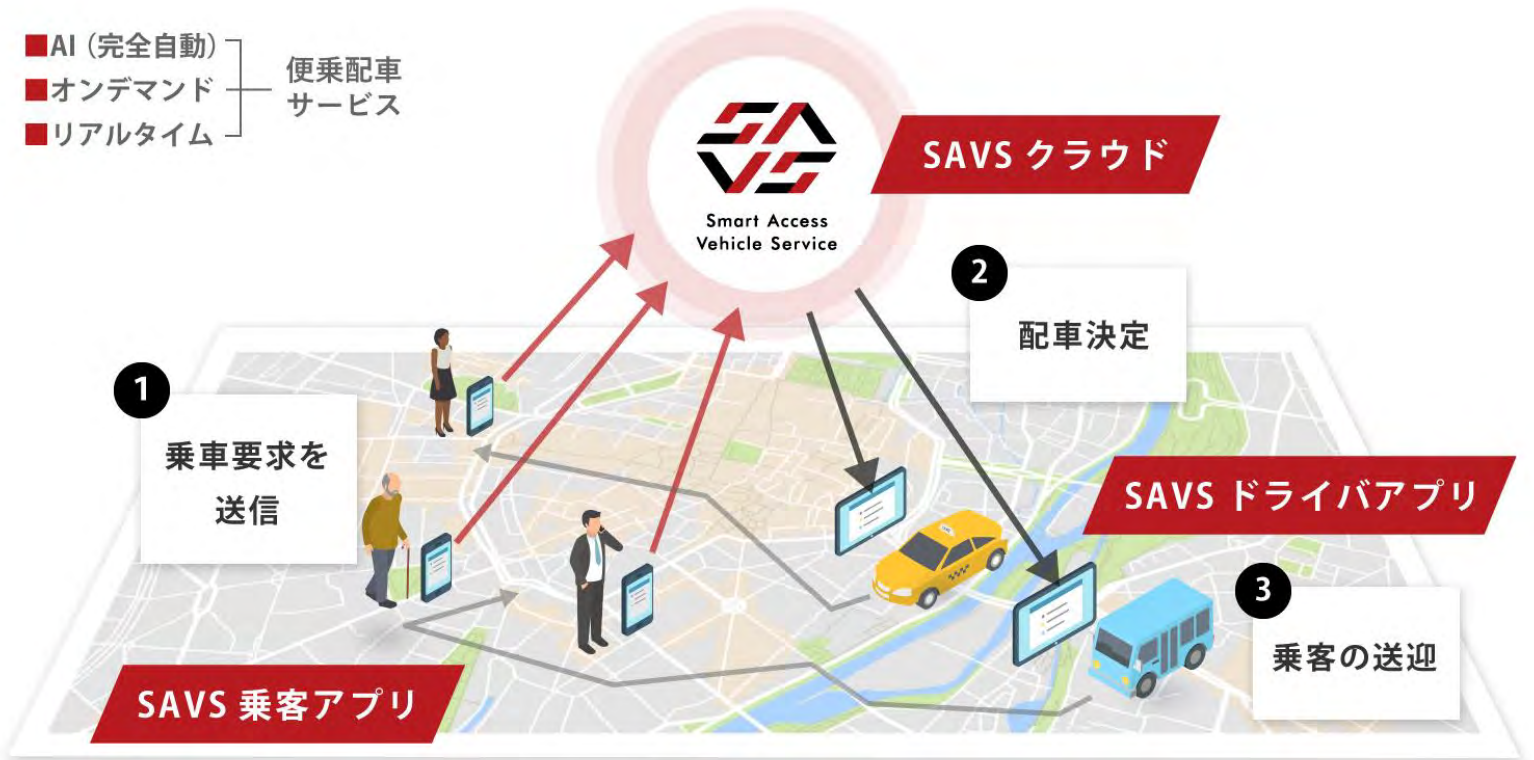 ■AI（完全自動）
■オンデマンド
■リアルタイム
便乗配車
サービス
SAVS
Smart Access
Vehicle Service
SAVS クラウド
2
配車決定
1
乗車要求を
送信
SAVS ドライバアプリ
3
乗客の送迎
SAVS 乗客アプリ